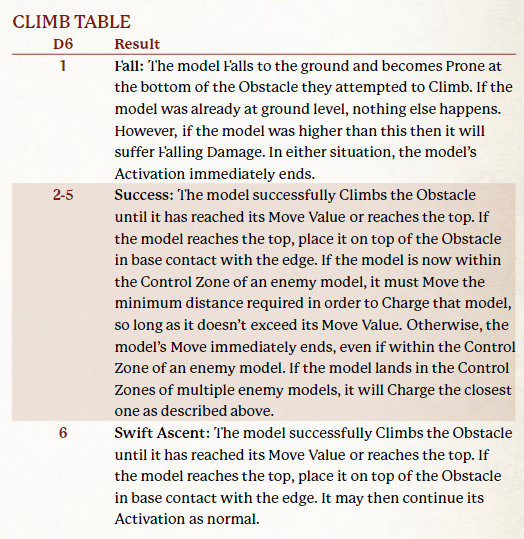 CLIMB TABLE
D6 Result
1 Fall: The model Falls to the ground and becomes Prone at
the bottom of the Obstacle they attempted to Climb. If the
model was already at ground level, nothing else happens.
However, if the model was higher than this then it will
suffer Falling Damage. In either situation, the model's
Activation immediately ends.
2-5 Success: The model successfully Climbs the Obstacle
until it has reached its Move Value or reaches the top. If
the model reaches the top, place it on top of the Obstacle
in base contact with the edge. If the model is now within
the Control Zone of an enemy model, it must Move the
minimum distance required in order to Charge that model,
so long as it doesn't exceed its Move Value. Otherwise, the
model's Move immediately ends, even if within the Control
Zone of an enemy model. If the model lands in the Control
Zones of multiple enemy models, it will Charge the closest
one as described above.
6 Swift Ascent: The model successfully Climbs the Obstacle
until it has reached its Move Value or reaches the top. If
the model reaches the top, place it on top of the Obstacle
in base contact with the edge. It may then continue its
Activation as normal.